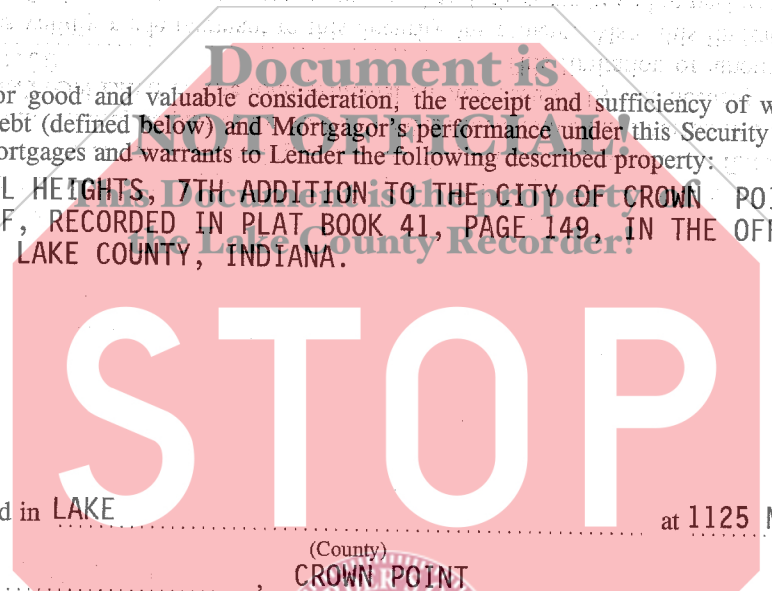 Document is
or good and valuable consideration, the receipt and sufficiency of w
NOT OFFICIAL!
ebt (defined below) and Mortgagor's performance under this Security
ortgages and warrants to Lender the following described property:
This Document is the property of
L HEIGHTS, 7TH ADDITION TO THE CITY OF CROWN POI
F, RECORDED IN PLAT BOOK 41, PAGE 149, IN THE OFF
the Lake County Recorder!
LAKE COUNTY, INDIANA.
STOP
d in LAKE at 1125
(County)
, CROWN POINT